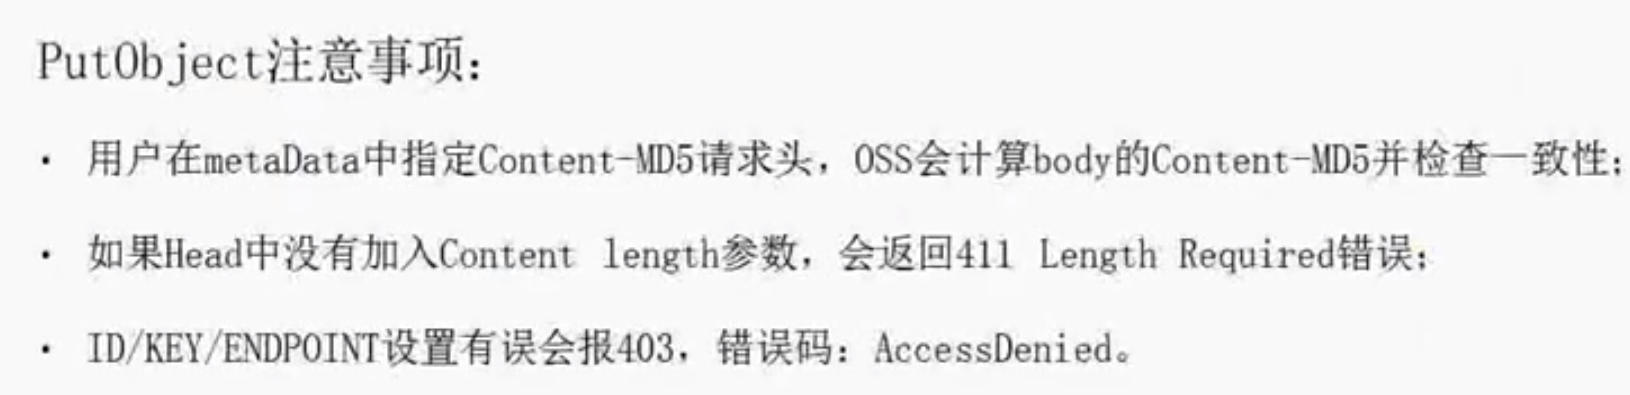 PutObject注意事项：
· 用户在metaData中指定Content-MD5请求头，OSS会计算body的Content-MD5并检查一致性；
· 如果Head中没有加入Content length参数，会返回411 Length Required错误；
· ID/KEY/ENDPOINT设置有误会报403，错误码：AccessDenied。